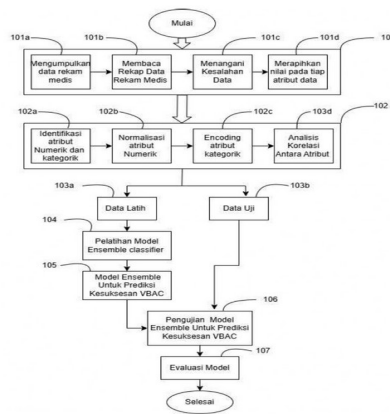 Mulai
101a
101b
101c
101d
10
Mengumpulkan
data rekam
medis
Membaca
Rekap Data
Rekam Medis
Menangani
Kesalahan
Data
Merapihkan
nilai pada tiap
atribut data
102a
102b
102c
103d
102
Identifikasi
atribut
Numerik dan
kategorik
Normalisasi
atribut
Numerik
Encoding
atribut
kategorik
Analisis
Korelasi
Antara Atribut
103a
103b
Data Latih
Data Uji
104
Pelatihan Model
Ensemble classifier
105
Model Ensemble
Untuk Prediksi
Kesuksesan VBAC
106
Pengujian Model
Ensemble Untuk Prediksi
Kesuksesan VBAC
107
Evaluasi Model
Selesai